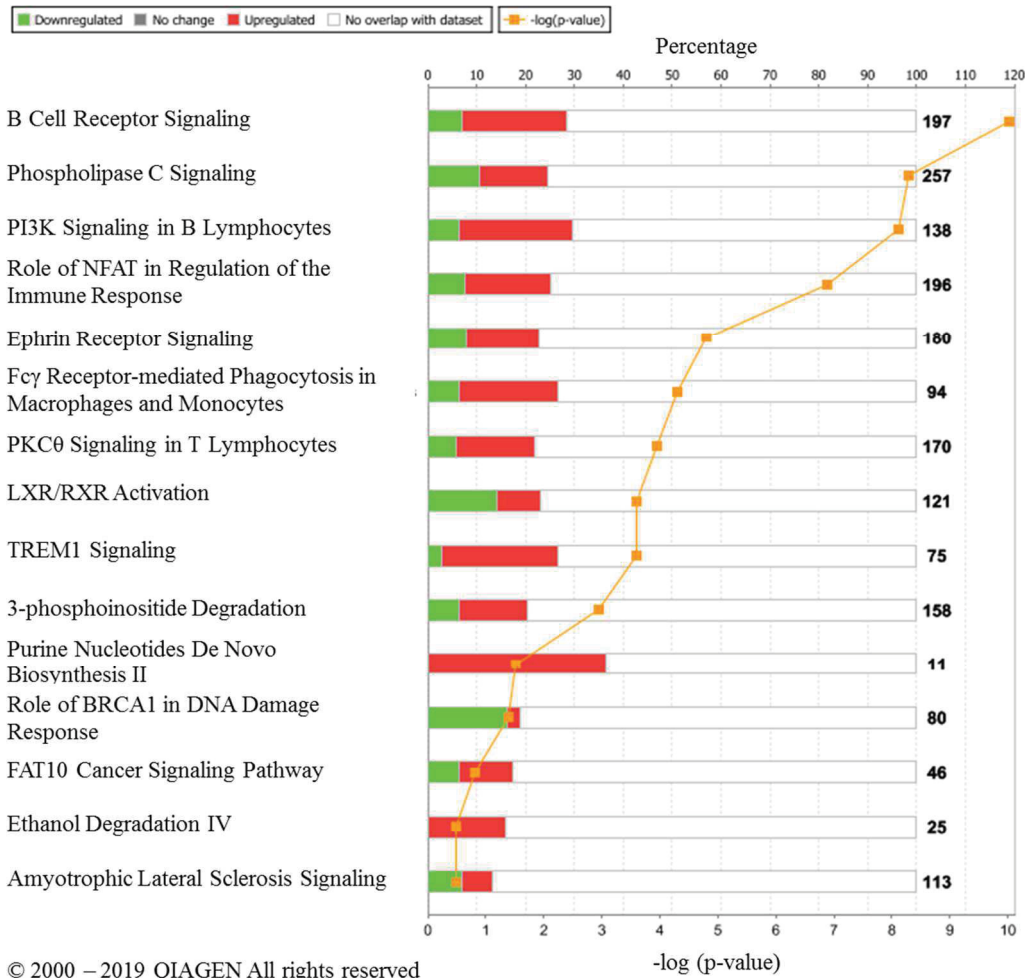 Downregulated No change Upregulated No overlap with dataset -log(p-value)
Percentage
0 10 20 30 40 50 60 70 80 90 100 110 120
B Cell Receptor Signaling 197
Phospholipase C Signaling 257
PI3K Signaling in B Lymphocytes 138
Role of NFAT in Regulation of the
Immune Response 196
Ephrin Receptor Signaling 180
Fcγ Receptor-mediated Phagocytosis in
Macrophages and Monocytes 94
PKCθ Signaling in T Lymphocytes 170
LXR/RXR Activation 121
TREM1 Signaling 75
3-phosphoinositide Degradation 158
Purine Nucleotides De Novo
Biosynthesis II 11
Role of BRCA1 in DNA Damage
Response 80
FAT10 Cancer Signaling Pathway 46
Ethanol Degradation IV 25
Amyotrophic Lateral Sclerosis Signaling 113
0 1 2 3 4 5 6 7 8 9 10
-log (p-value)
© 2000 – 2019 QIAGEN All rights reserved